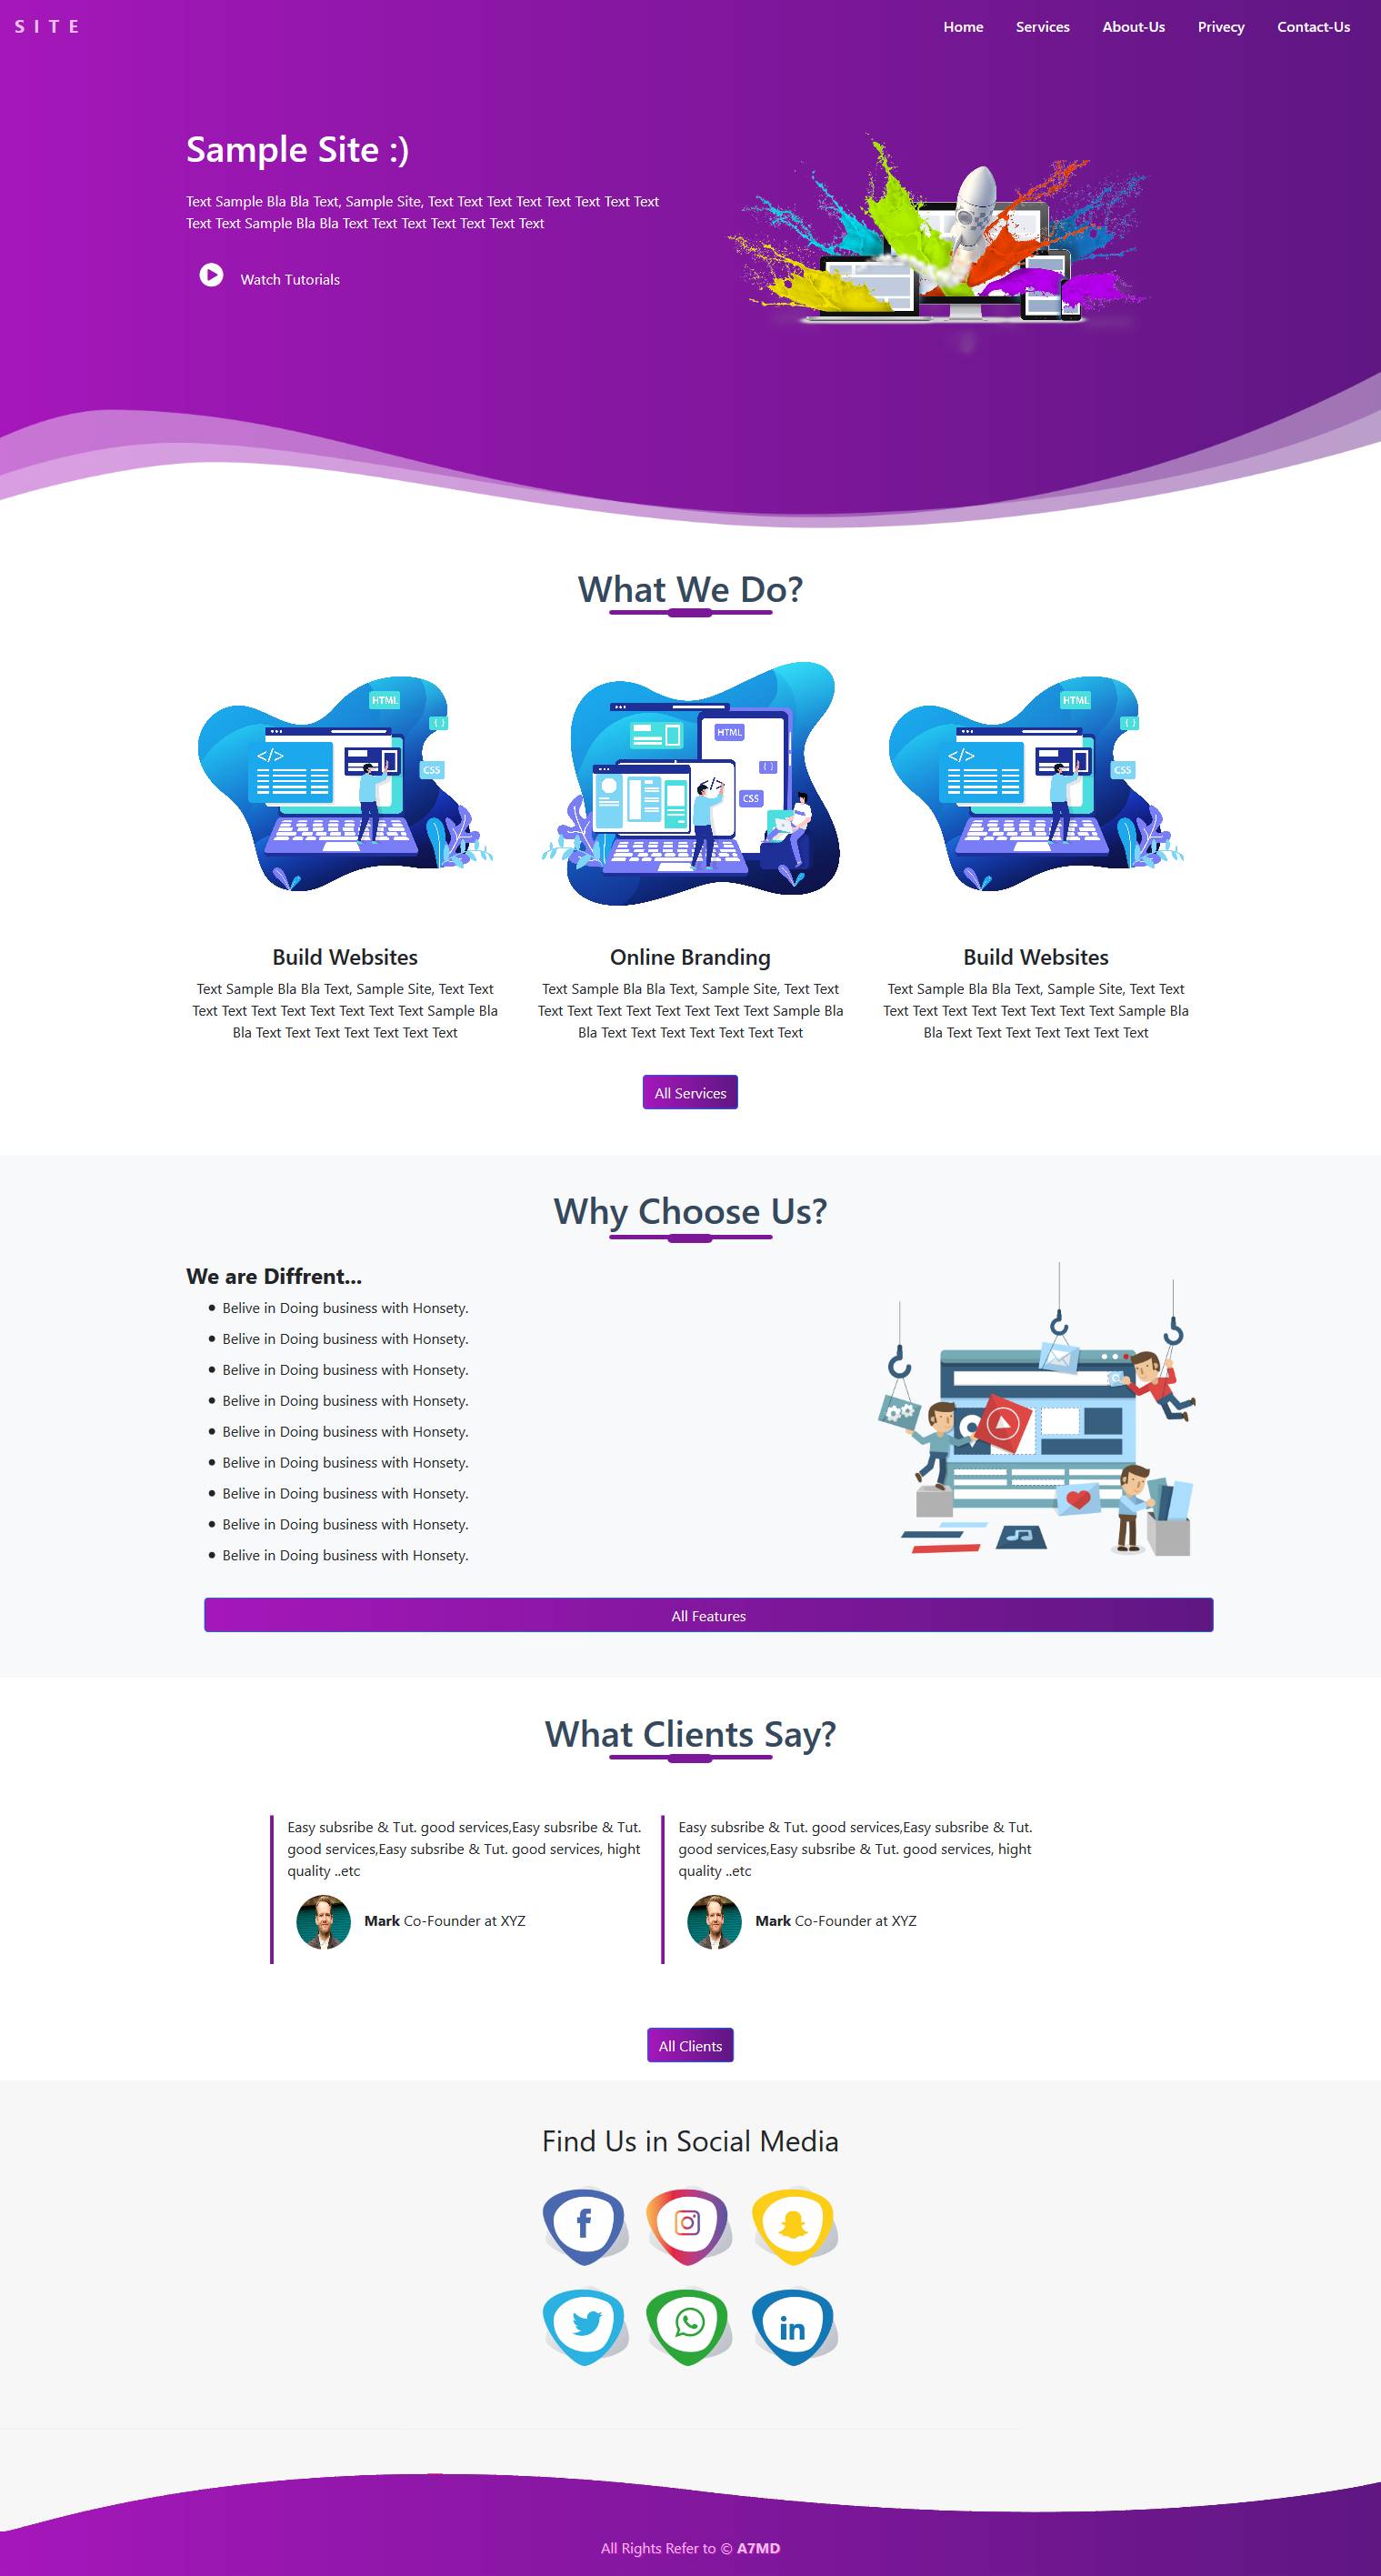 SITE
Home Services About-Us Privecy Contact-Us
Sample Site :)
Text Sample Bla Bla Text, Sample Site, Text Text Text Text Text Text Text Text
Text Text Sample Bla Bla Text Text Text Text Text Text Text
Watch Tutorials
What We Do?
HTML
{ }
</>
CSS
HTML
{ }
</>
CSS
HTML
{ }
</>
CSS
Build Websites
Text Sample Bla Bla Text, Sample Site, Text Text
Text Text Text Text Text Text Text Text Sample Bla
Bla Text Text Text Text Text Text Text
Online Branding
Text Sample Bla Bla Text, Sample Site, Text Text
Text Text Text Text Text Text Text Text Sample Bla
Bla Text Text Text Text Text Text Text
Build Websites
Text Sample Bla Bla Text, Sample Site, Text Text
Text Text Text Text Text Text Text Text Sample Bla
Bla Text Text Text Text Text Text Text
All Services
Why Choose Us?
We are Diffrent...
Belive in Doing business with Honsety.
Belive in Doing business with Honsety.
Belive in Doing business with Honsety.
Belive in Doing business with Honsety.
Belive in Doing business with Honsety.
Belive in Doing business with Honsety.
Belive in Doing business with Honsety.
Belive in Doing business with Honsety.
Belive in Doing business with Honsety.
All Features
What Clients Say?
Easy subsribe & Tut. good services,Easy subsribe & Tut.
good services,Easy subsribe & Tut. good services, hight
quality ..etc
Mark Co-Founder at XYZ
Easy subsribe & Tut. good services,Easy subsribe & Tut.
good services,Easy subsribe & Tut. good services, hight
quality ..etc
Mark Co-Founder at XYZ
All Clients
Find Us in Social Media
f
in
All Rights Refer to © A7MD